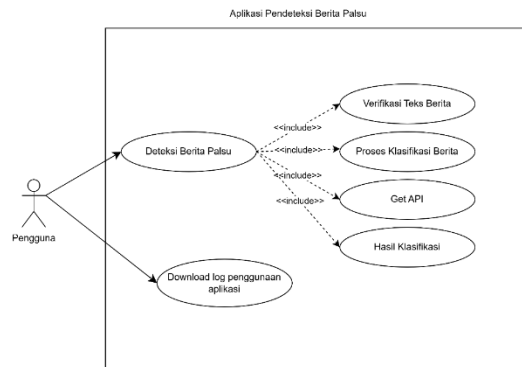 Aplikasi Pendeteksi Berita Palsu
Verifikasi Teks Berita
<<include>>
Deteksi Berita Palsu
<<include>>
Proses Klasifikasi Berita
<<include>>
Get API
<<include>>
Hasil Klasifikasi
Pengguna
Download log penggunaan
aplikasi